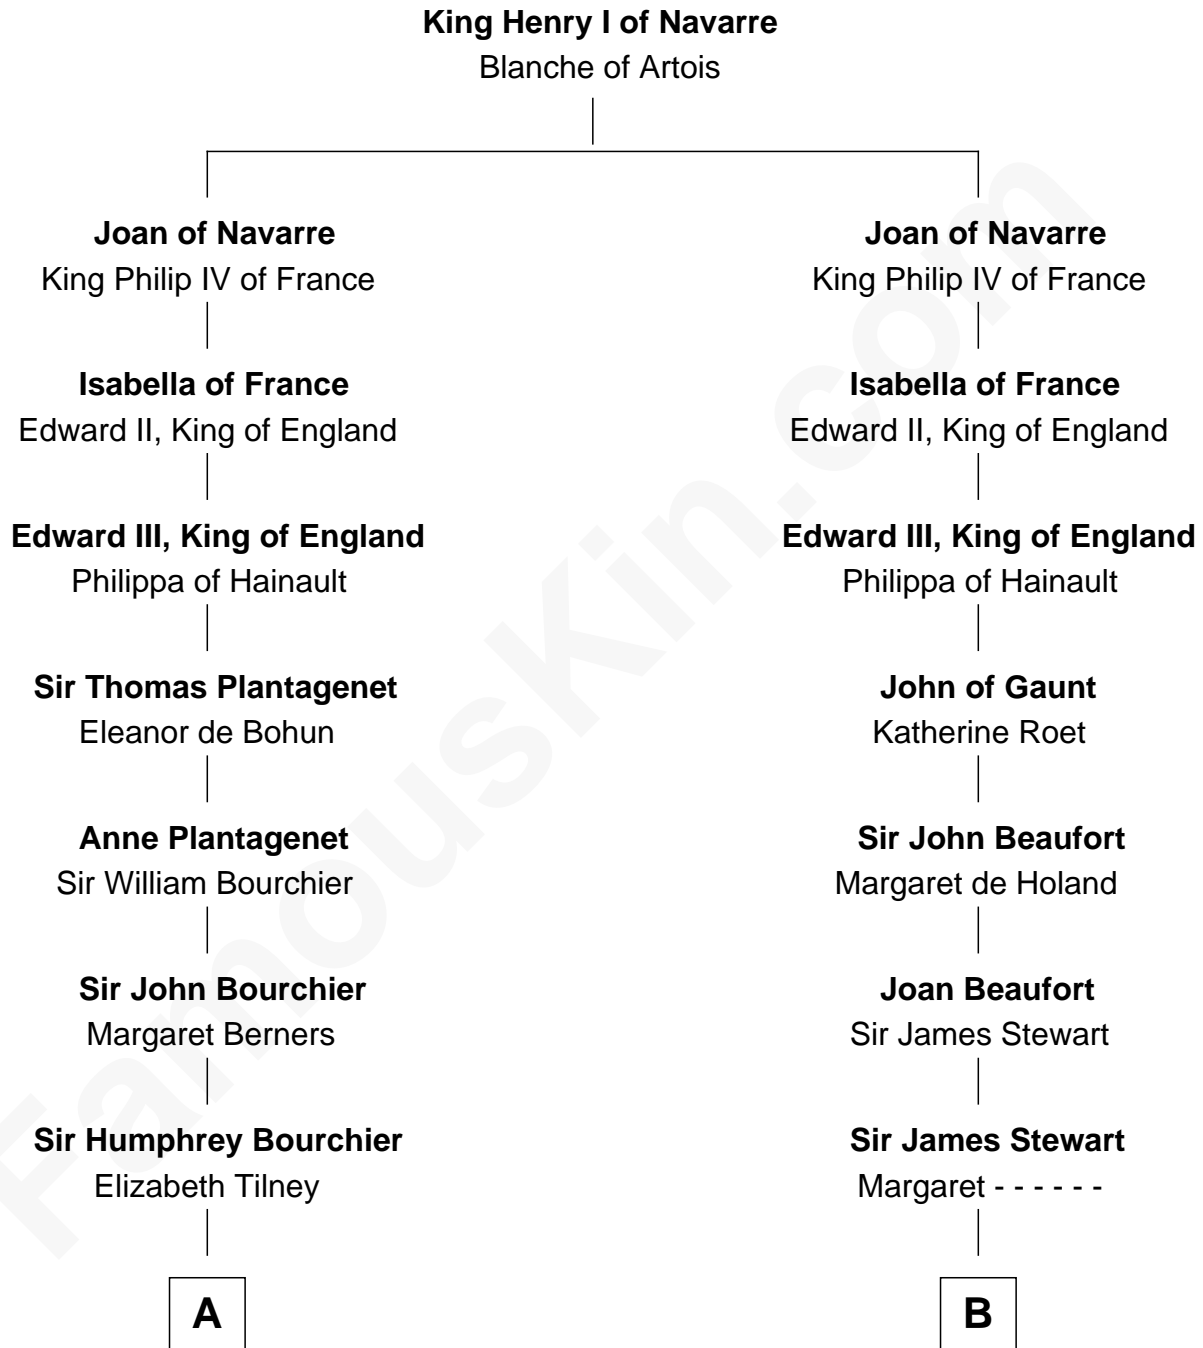 King Henry I of Navarre
Blanche of Artois
Joan of Navarre
King Philip IV of France
Isabella of France
Edward II, King of England
Edward III, King of England
Philippa of Hainault
Sir Thomas Plantagenet
Eleanor de Bohun
Anne Plantagenet
Sir William Bourchier
Sir John Bourchier
Margaret Berners
Sir Humphrey Bourchier
Elizabeth Tilney
A
Joan of Navarre
King Philip IV of France
Isabella of France
Edward II, King of England
Edward III, King of England
Philippa of Hainault
John of Gaunt
Katherine Roet
Sir John Beaufort
Margaret de Holand
Joan Beaufort
Sir James Stewart
Sir James Stewart
Margaret - - - - - -
B
FamousKin.com